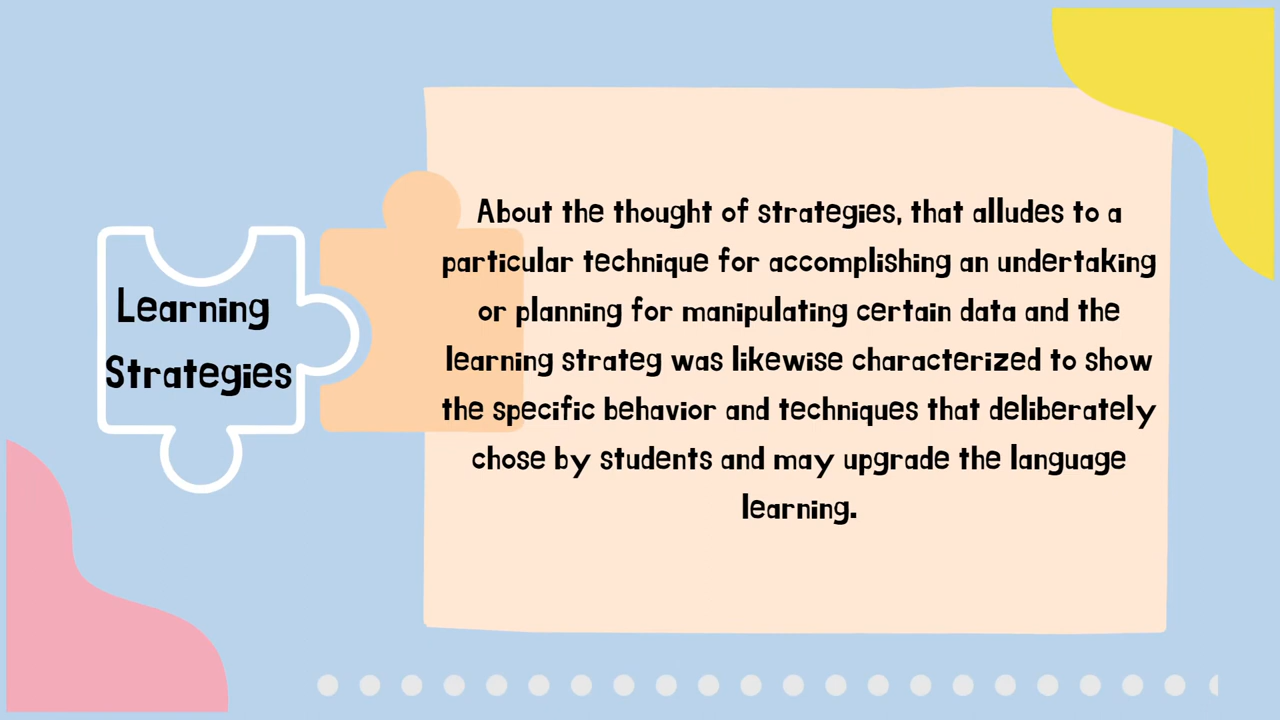 Learning
Strategies
About the thought of strategies, that alludes to a
particular technique for accomplishing an undertaking
or planning for manipulating certain data and the
learning strateg was likewise characterized to show
the specific behavior and techniques that deliberately
chose by students and may upgrade the language
learning.